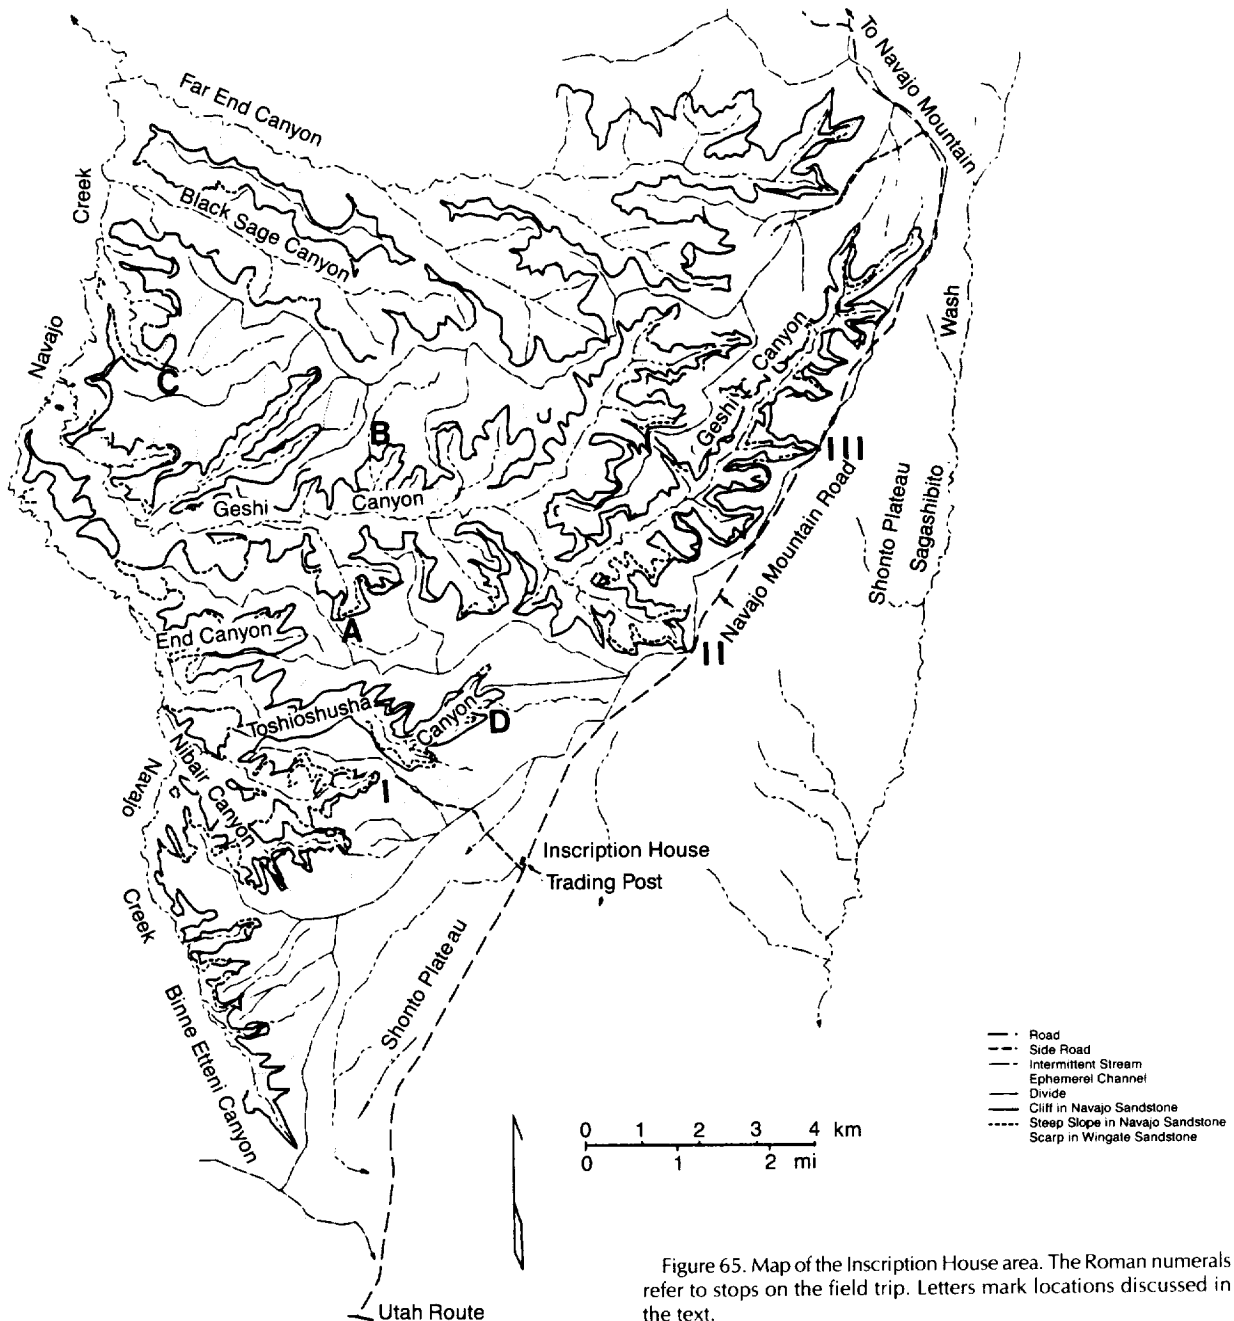 To Navajo Mountain
Far End Canyon
Creek
Black Sage Canyon
Navajo
Wash
Geshi Canyon
C
B
III
Geshi Canyon
Navajo Mountain Road
Shonto Plateau
Sagashibito
End Canyon
A
II
Toshioshusha Canyon
D
Nibair Canyon
Navajo
I
Inscription House
Trading Post
Creek
Shonto Plateau
Binne Etteni Canyon
Road
Side Road
Intermittent Stream
Ephemerel Channel
Divide
Cliff in Navajo Sandstone
Steep Slope in Navajo Sandstone
Scarp in Wingate Sandstone
0 1 2 3 4 km
0 1 2 mi
Figure 65. Map of the Inscription House area. The Roman numerals
refer to stops on the field trip. Letters mark locations discussed in
the text.
Utah Route